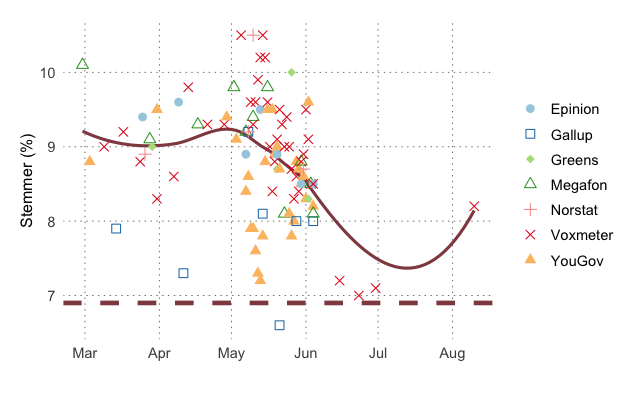 Stemmer (%)
10
9
8
7
Mar Apr May Jun Jul Aug
Epinion
Gallup
Greens
Megafon
Norstat
Voxmeter
YouGov